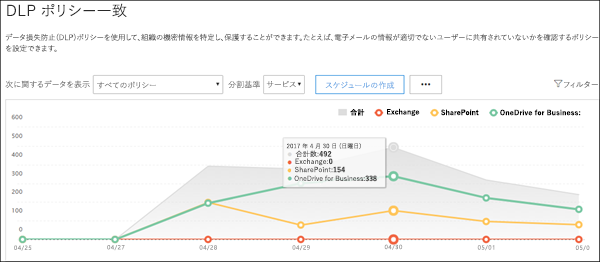 DLP ポリシー一致
データ損失防止(DLP)ポリシーを使用して、組織の機密情報を特定し、保護することができます。たとえば、電子メールの情報が適切でないユーザーに共有されていないかを確認するポリシー
を設定できます。
次に関するデータを表示 すべてのポリシー 分割基準 サービス スケジュールの作成 ••• フィルター
合計 Exchange SharePoint OneDrive for Business:
600
500
400
300
200
100
0
2017 年 4 月 30 日 (日曜日)
合計数:492
Exchange:0
SharePoint:154
OneDrive for Business:338
04/25 04/27 04/28 04/29 04/30 05/01 05/0